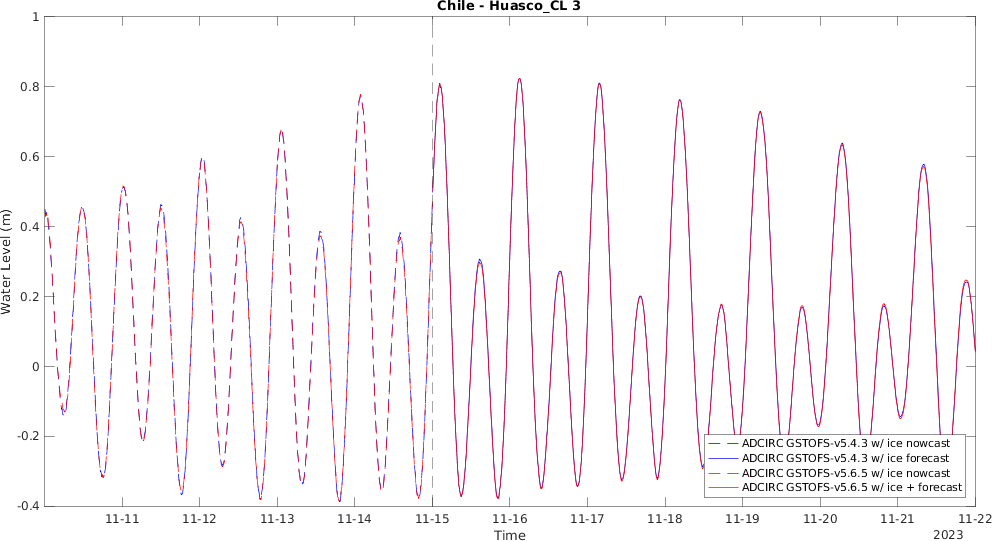 Chile - Huasco_CL 3
Water Level (m)
1
0.8
0.6
0.4
0.2
0
-0.2
-0.4
ADCIRC GSTOFS-v5.4.3 w/ ice nowcast
ADCIRC GSTOFS-v5.4.3 w/ ice forecast
ADCIRC GSTOFS-v5.6.5 w/ ice nowcast
ADCIRC GSTOFS-v5.6.5 w/ ice + forecast
11-11 11-12 11-13 11-14 11-15 11-16 11-17 11-18 11-19 11-20 11-21 11-22
Time
2023